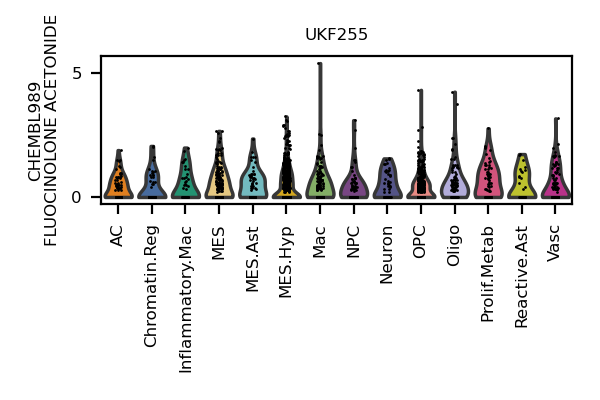 UKF255
CHEMBL989
FLUOCINOLONE ACETONIDE
5
0
AC
Chromatin.Reg
Inflammatory.Mac
MES
MES.Ast
MES.Hyp
Mac
NPC
Neuron
OPC
Oligo
Prolif.Metab
Reactive.Ast
Vasc